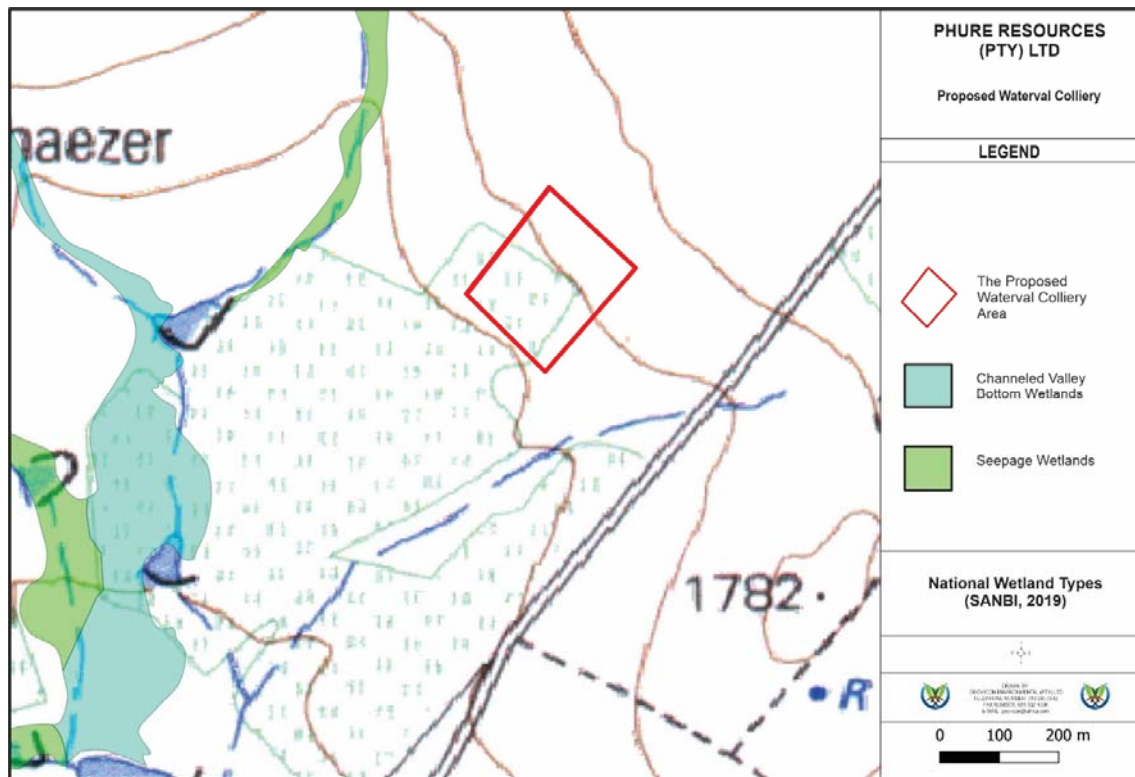 PHURE RESOURCES
(PTY) LTD
Proposed Waterval Colliery
LEGEND
The Proposed
Waterval Colliery
Area
Channeled Valley
Bottom Wetlands
Seepage Wetlands
National Wetland Types
(SANBI, 2019)
0 100 200 m
naezer
1782
R